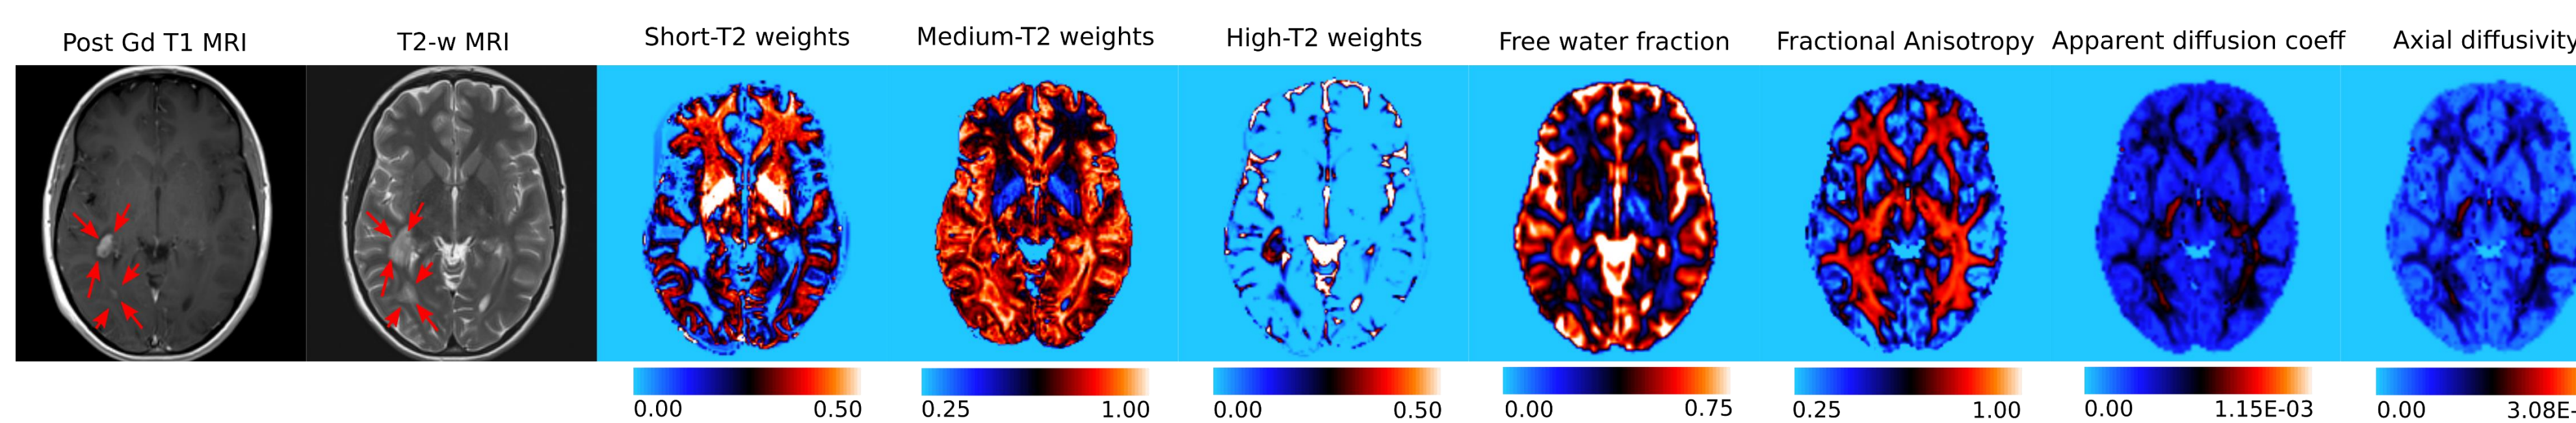 Post Gd T1 MRI
T2-w MRI
Short-T2 weights
Medium-T2 weights
High-T2 weights
Free water fraction
Fractional Anisotropy
Apparent diffusion coeff
Axial diffusivity
0.00 0.50
0.25 1.00
0.00 0.50
0.00 0.75
0.25 1.00
0.00 1.15E-03
0.00 3.08E-